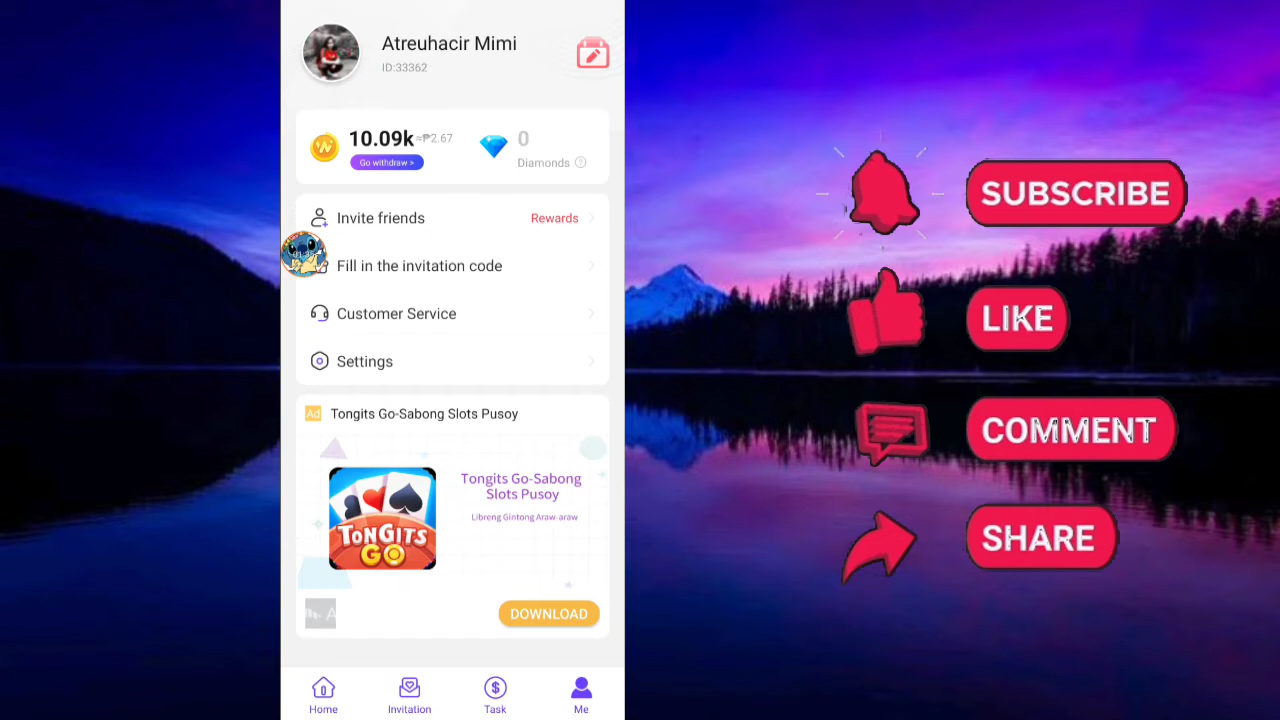 Atreuhacir Mimi
ID:33362
10.09k ≈₱2.67
Go withdraw >
0
Diamonds ?
Invite friends Rewards
Fill in the invitation code
Customer Service
Settings
Ad Tongits Go-Sabong Slots Pusoy
Tongits Go-Sabong
Slots Pusoy
Libreng Gintong Araw-araw
TONGITS
GO
DOWNLOAD
Home Invitation Task Me
SUBSCRIBE
LIKE
COMMENT
SHARE